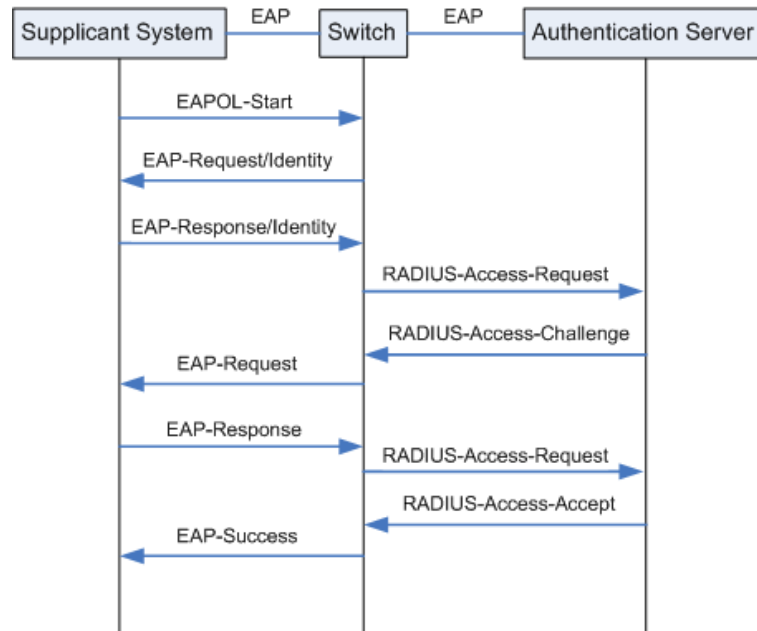 EAP
EAP
Supplicant System
Switch
Authentication Server
EAPOL-Start
EAP-Request/Identity
EAP-Response/Identity
RADIUS-Access-Request
RADIUS-Access-Challenge
EAP-Request
EAP-Response
RADIUS-Access-Request
RADIUS-Access-Accept
EAP-Success